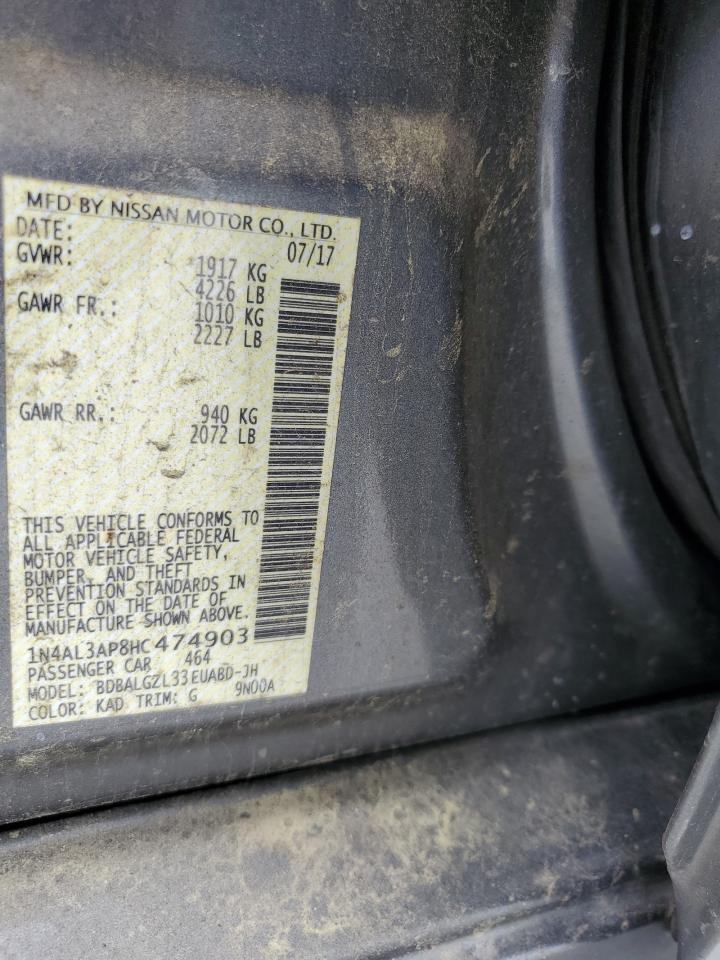 MFD BY NISSAN MOTOR CO., LTD.
DATE: 07/17
GVWR: 1917 KG
4226 LB
GAWR FR.: 1010 KG
2227 LB
GAWR RR.: 940 KG
2072 LB
THIS VEHICLE CONFORMS TO
ALL APPLICABLE FEDERAL
MOTOR VEHICLE SAFETY,
BUMPER, AND THEFT
PREVENTION STANDARDS IN
EFFECT ON THE DATE OF
MANUFACTURE SHOWN ABOVE.
1N4AL3AP8HC474903
PASSENGER CAR 464
MODEL: BDBALGZL33EUABD-JH
COLOR: KAD TRIM: G 9N00A